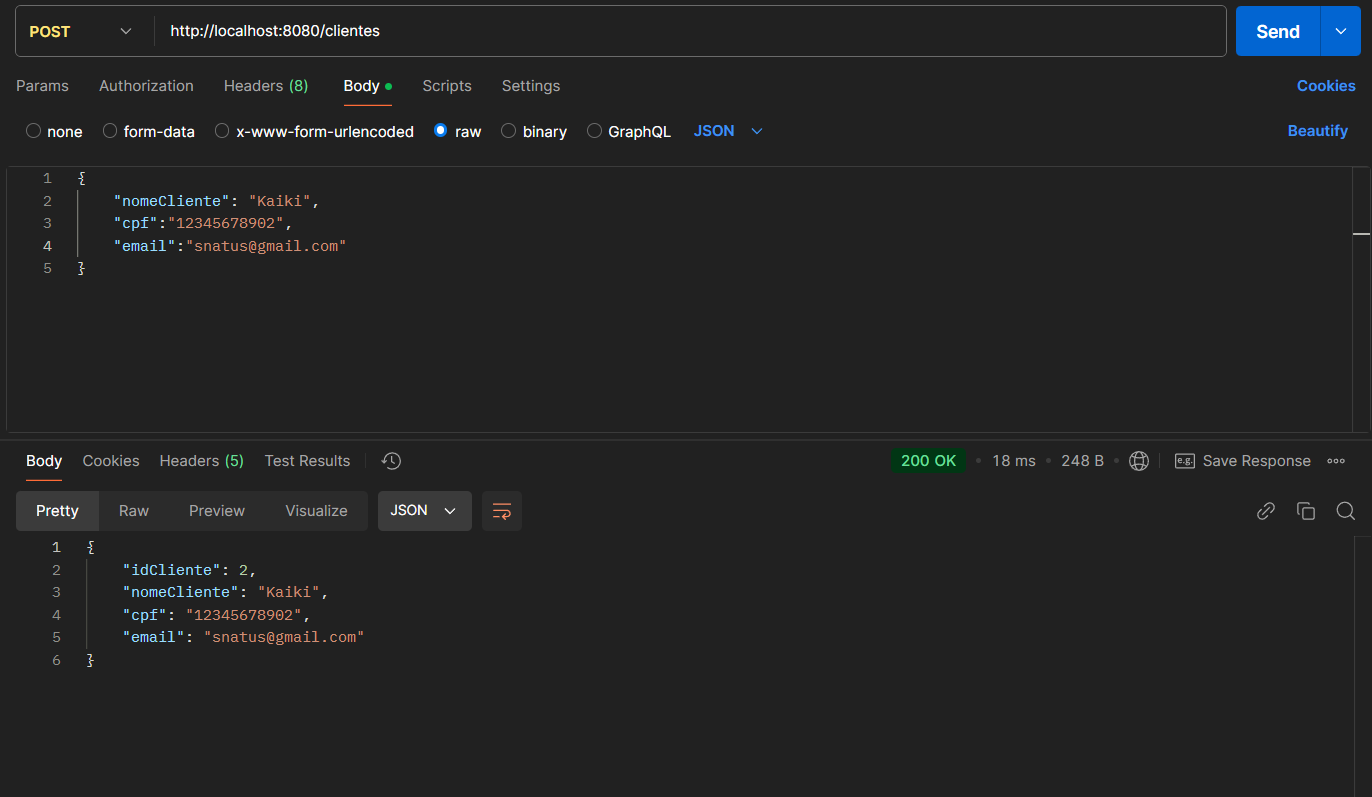 POST http://localhost:8080/clientes Send
Params Authorization Headers (8) Body Scripts Settings Cookies
none form-data x-www-form-urlencoded raw binary GraphQL JSON Beautify
1 {
2 "nomeCliente": "Kaiki",
3 "cpf":"12345678902",
4 "email":"snatus@gmail.com"
5 }
Body Cookies Headers (5) Test Results 200 OK • 18 ms • 248 B • e.g. Save Response
Pretty Raw Preview Visualize JSON
1 {
2 "idCliente": 2,
3 "nomeCliente": "Kaiki",
4 "cpf": "12345678902",
5 "email": "snatus@gmail.com"
6 }